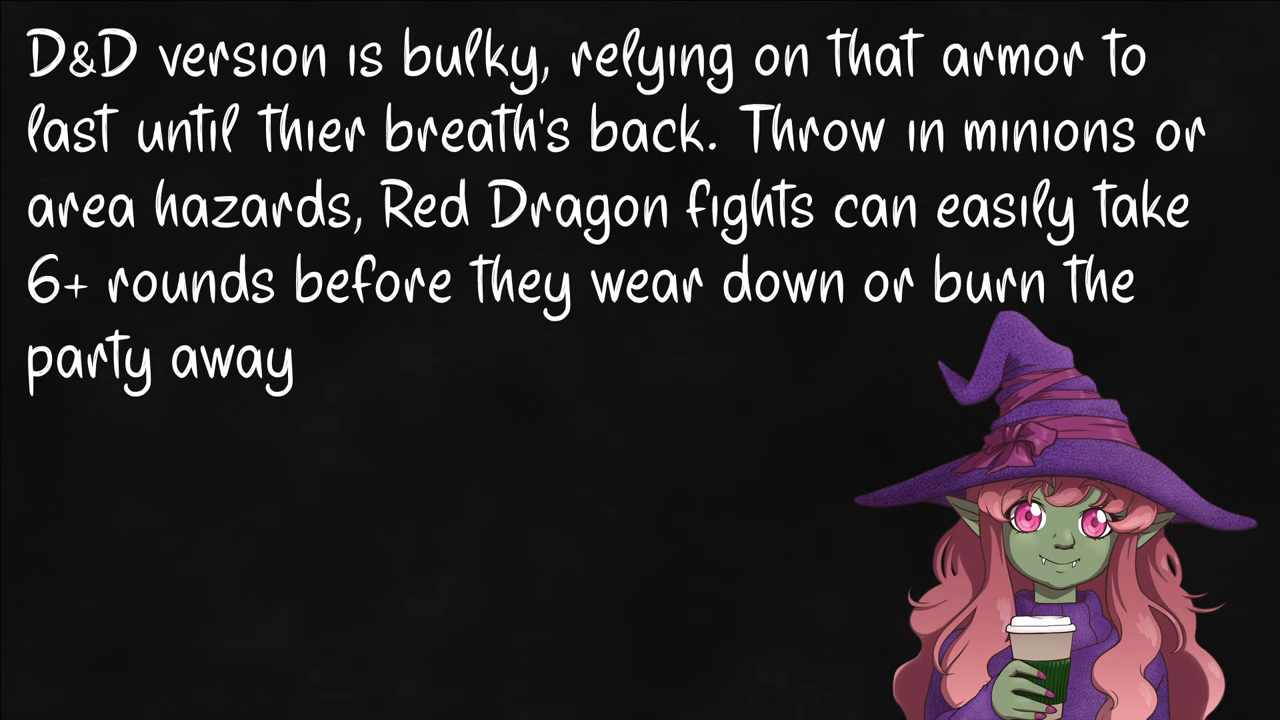 D&D version is bulky, relying on that armor to
last until thier breath's back. Throw in minions or
area hazards, Red Dragon fights can easily take
6+ rounds before they wear down or burn the
party away